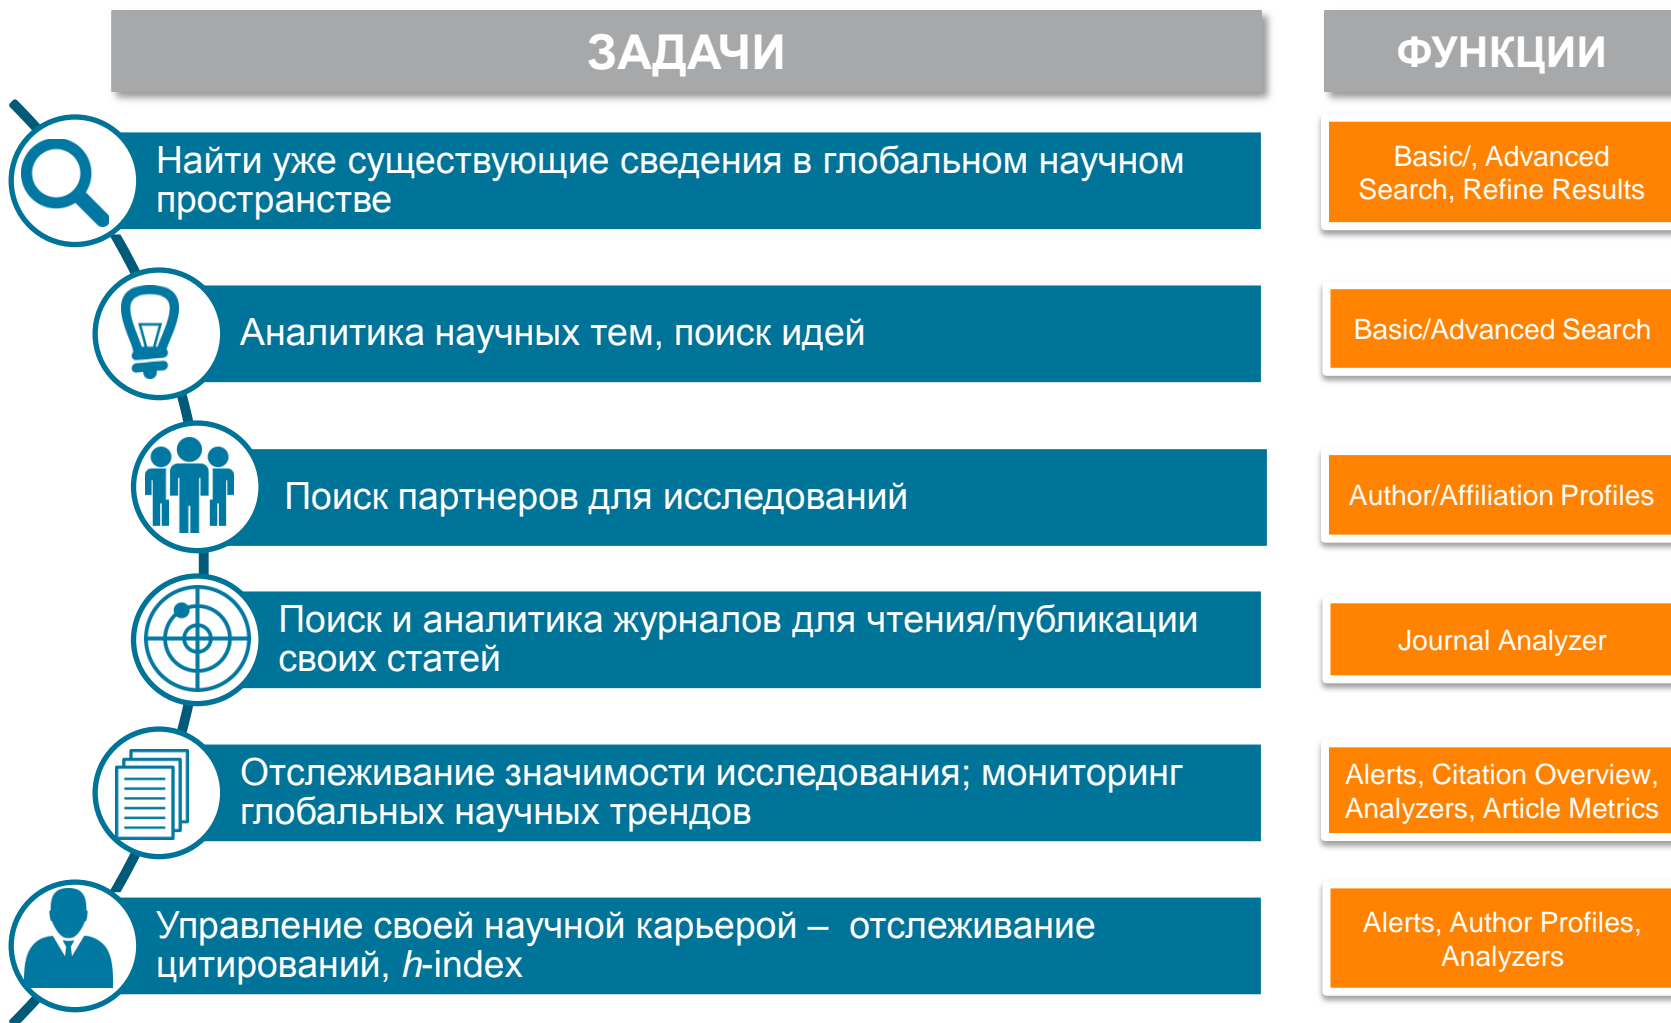 ЗАДАЧИ
ФУНКЦИИ
Найти уже существующие сведения в глобальном научном
пространстве
Basic/, Advanced
Search, Refine Results
Аналитика научных тем, поиск идей
Basic/Advanced Search
Поиск партнеров для исследований
Author/Affiliation Profiles
Поиск и аналитика журналов для чтения/публикации
своих статей
Journal Analyzer
Отслеживание значимости исследования; мониторинг
глобальных научных трендов
Alerts, Citation Overview,
Analyzers, Article Metrics
Управление своей научной карьерой – отслеживание
цитирований, h-index
Alerts, Author Profiles,
Analyzers